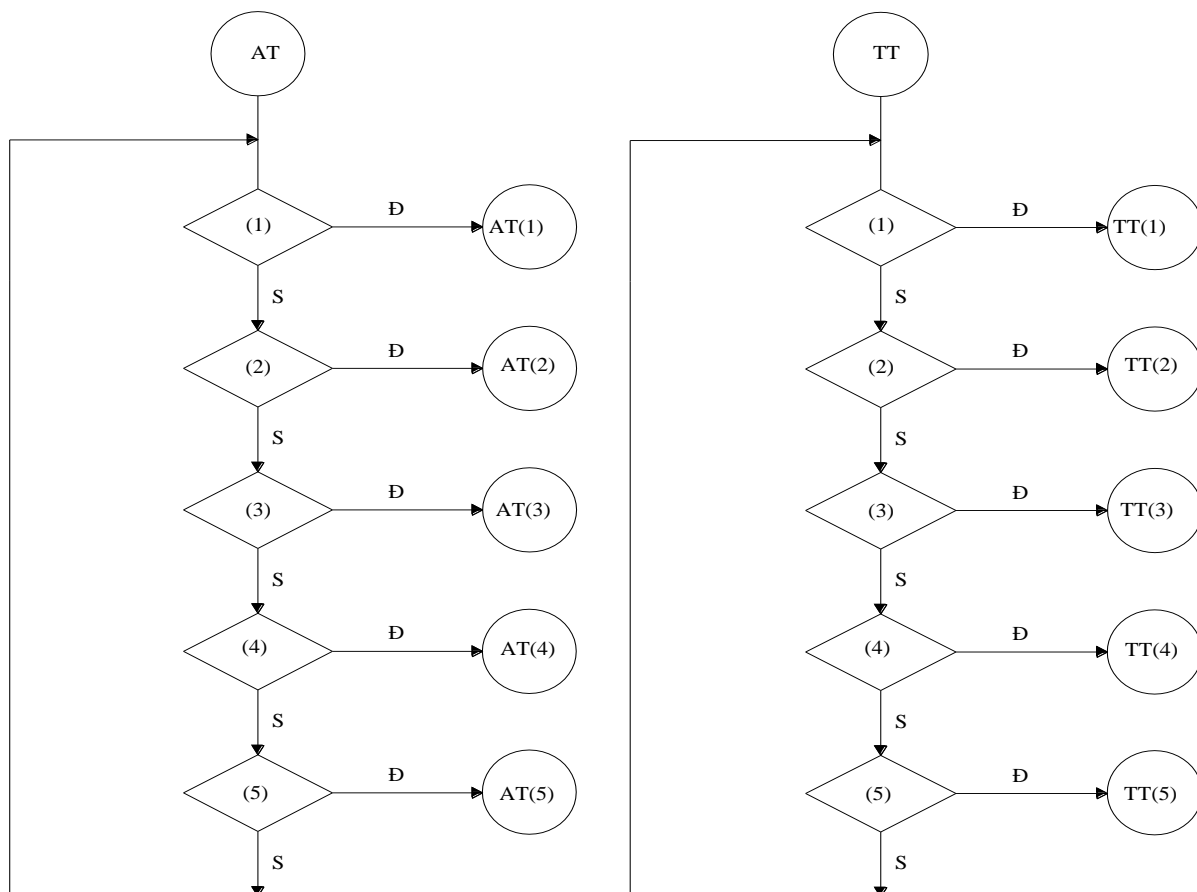 AT
TT
(1)
Đ
AT(1)
(1)
Đ
TT(1)
S
S
(2)
Đ
AT(2)
(2)
Đ
TT(2)
S
S
(3)
Đ
AT(3)
(3)
Đ
TT(3)
S
S
(4)
Đ
AT(4)
(4)
Đ
TT(4)
S
S
(5)
Đ
AT(5)
(5)
Đ
TT(5)
S
S